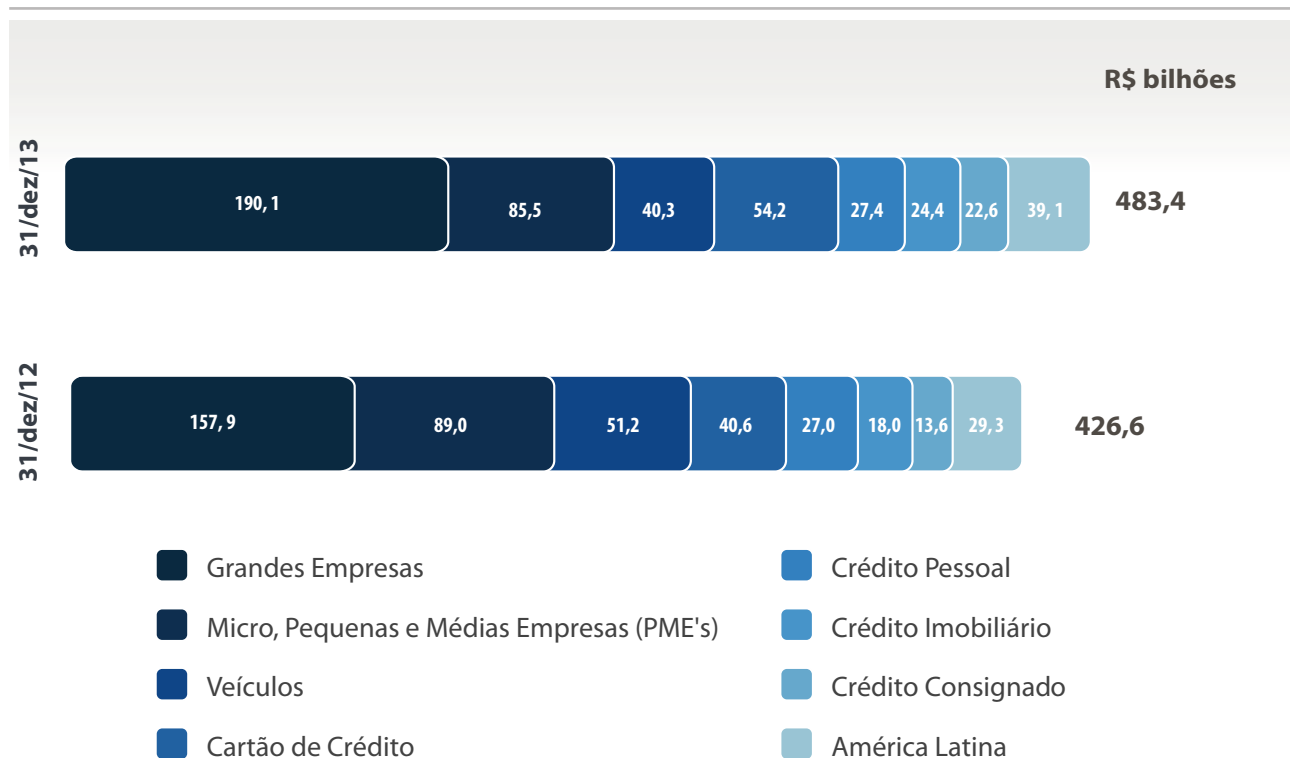 R$ bilhões
31/dez/13
190, 1
85,5
40,3
54,2
27,4
24,4
22,6
39, 1
483,4
31/dez/12
157, 9
89,0
51,2
40,6
27,0
18,0
13,6
29, 3
426,6
Grandes Empresas
Micro, Pequenas e Médias Empresas (PME's)
Veículos
Cartão de Crédito
Crédito Pessoal
Crédito Imobiliário
Crédito Consignado
América Latina